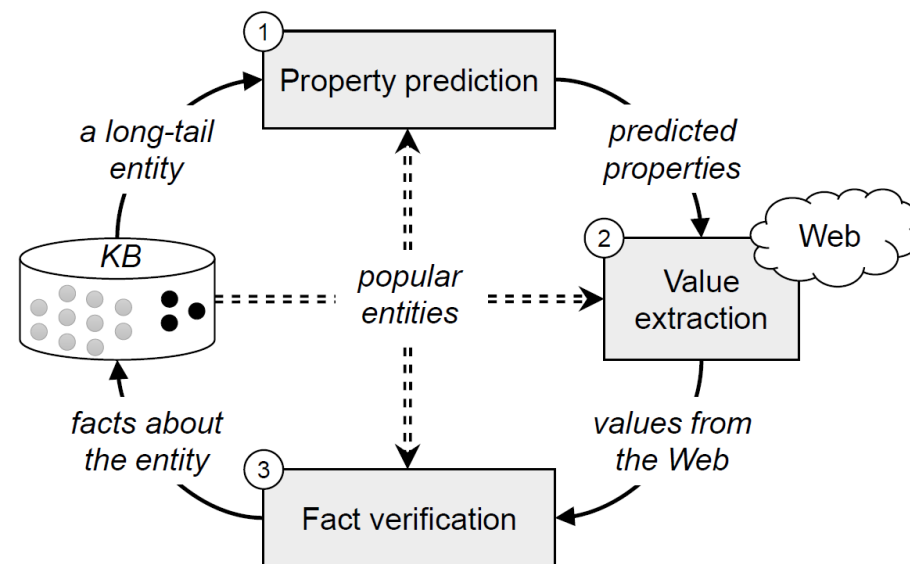 1
Property prediction
a long-tail
entity
predicted
properties
KB
popular
entities
2
Web
Value
extraction
facts about
the entity
values from
the Web
3
Fact verification